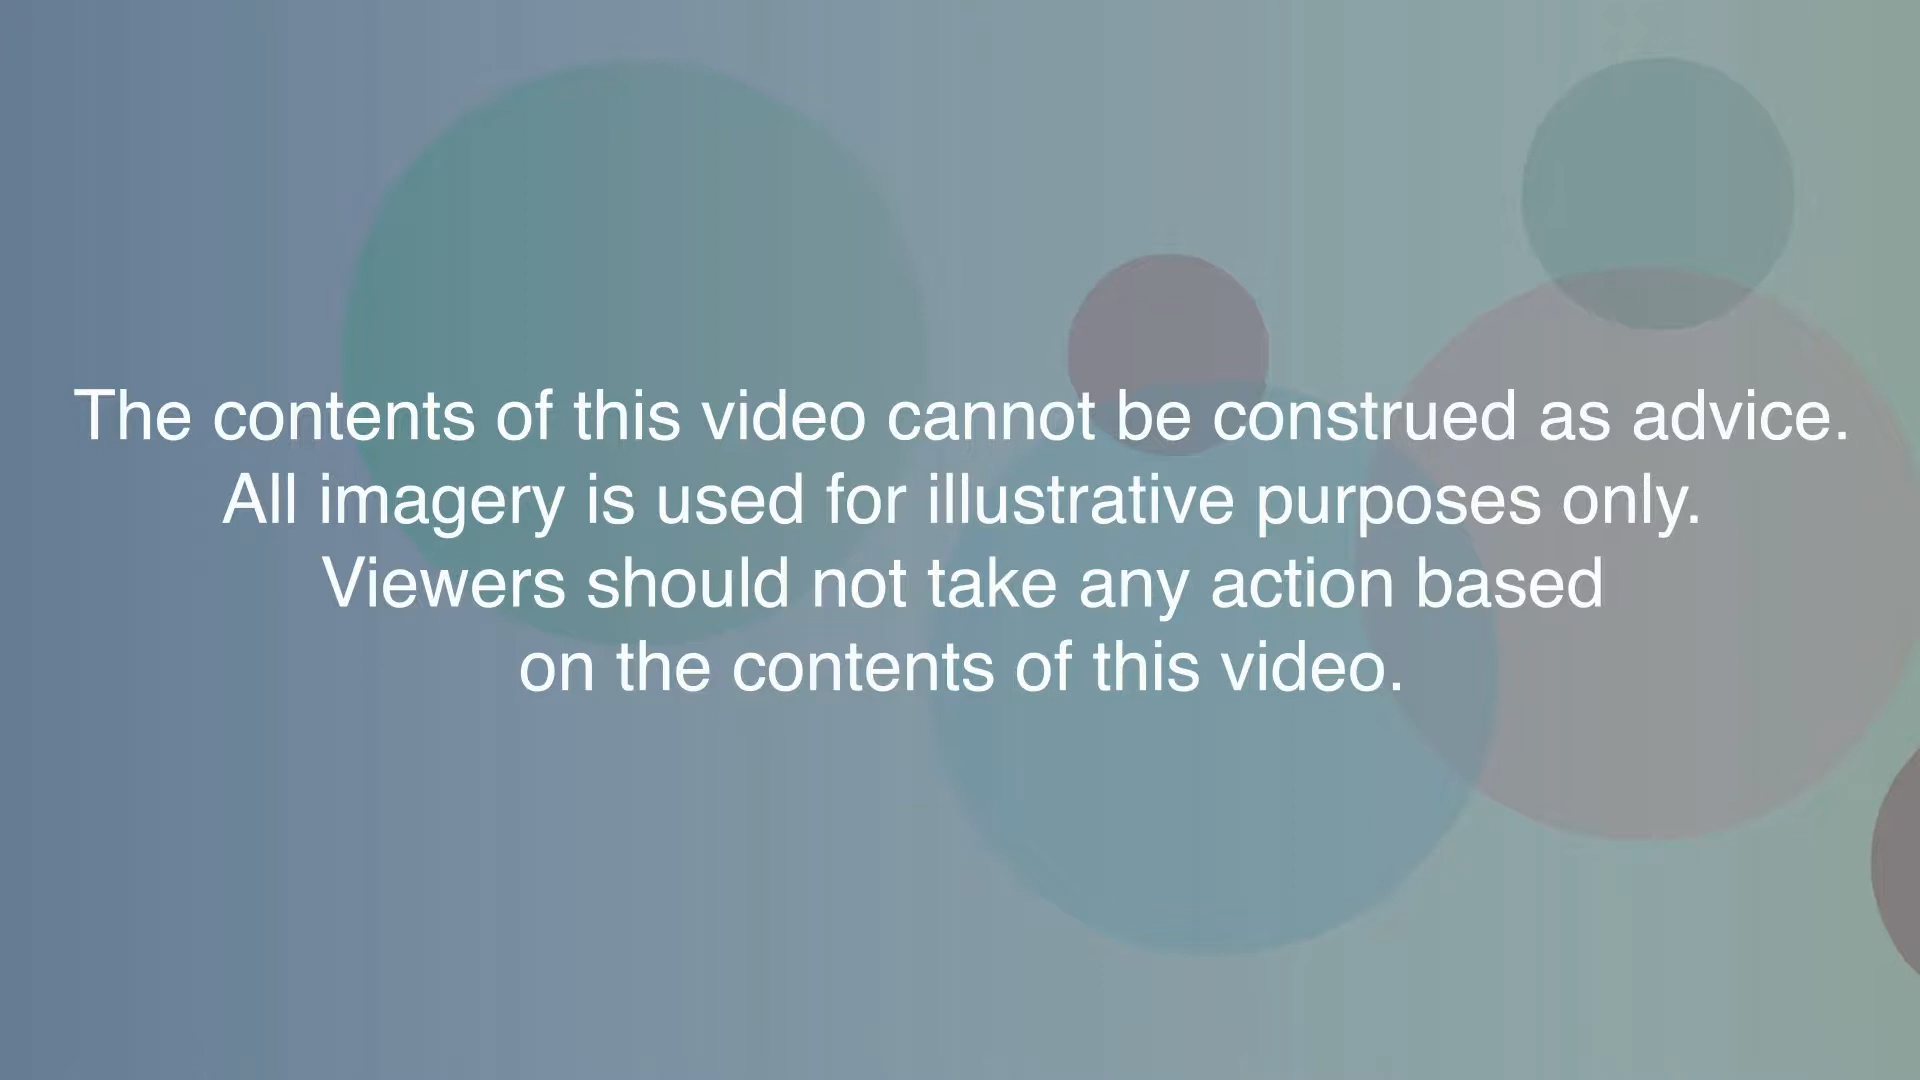 The contents of this video cannot be construed as advice.
All imagery is used for illustrative purposes only.
Viewers should not take any action based
on the contents of this video.